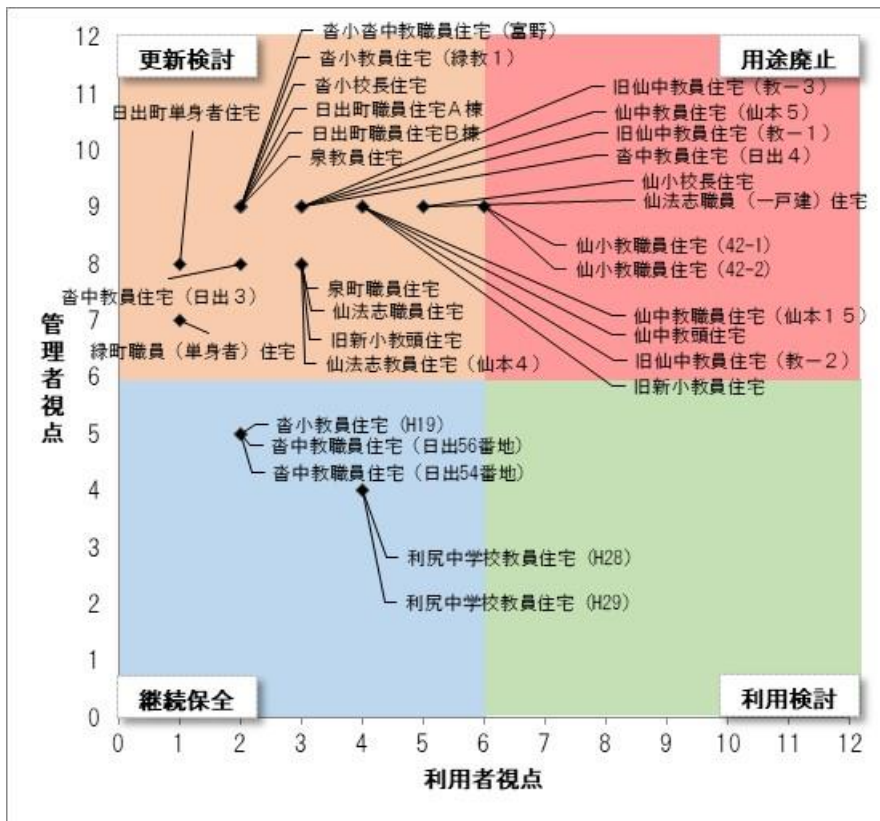 更新検討
用途廃止
沓小沓中教職員住宅（富野）
沓小教員住宅（緑教１）
沓小校長住宅
日出町職員住宅Ａ棟
日出町職員住宅Ｂ棟
泉教員住宅
日出町単身者住宅
旧仙中教員住宅（教－３）
仙中教員住宅（仙本５）
旧仙中教員住宅（教－１）
沓中教員住宅（日出４）
仙小校長住宅
仙法志職員（一戸建）住宅
仙小教職員住宅（42-1）
仙小教職員住宅（42-2）
沓中教員住宅（日出３）
緑町職員（単身者）住宅
泉町職員住宅
仙法志職員住宅
旧新小教頭住宅
仙法志教員住宅（仙本４）
仙中教職員住宅（仙本１５）
仙中教頭住宅
旧仙中教員住宅（教－２）
旧新小教員住宅
沓小教員住宅（H19）
沓中教職員住宅（日出56番地）
沓中教職員住宅（日出54番地）
利尻中学校教員住宅（H28）
利尻中学校教員住宅（H29）
継続保全
利用検討
管理者視点
12
11
10
9
8
7
6
5
4
3
2
1
0
0 1 2 3 4 5 6 7 8 9 10 11 12
利用者視点